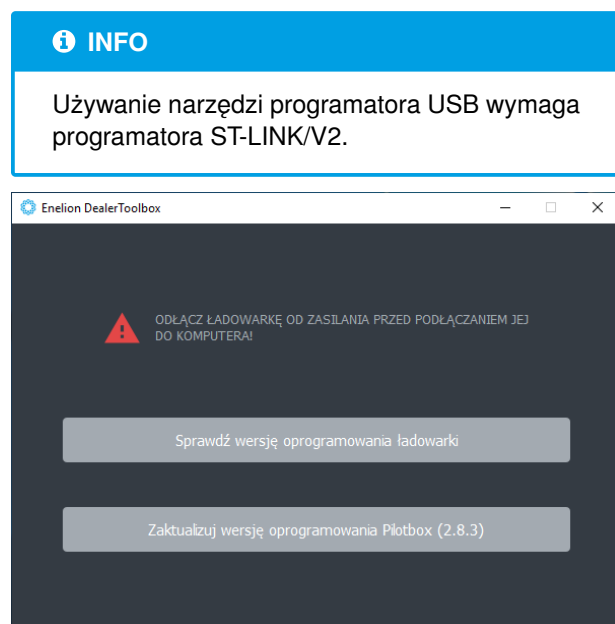 INFO
Używanie narzędzi programatora USB wymaga
programatora ST-LINK/V2.
Enelion DealerToolbox
ODŁĄCZ ŁADOWARKĘ OD ZASILANIA PRZED PODŁĄCZANIEM JEJ
DO KOMPUTERA!
Sprawdź wersję oprogramowania ładowarki
Zaktualizuj wersję oprogramowania Pilotbox (2.8.3)